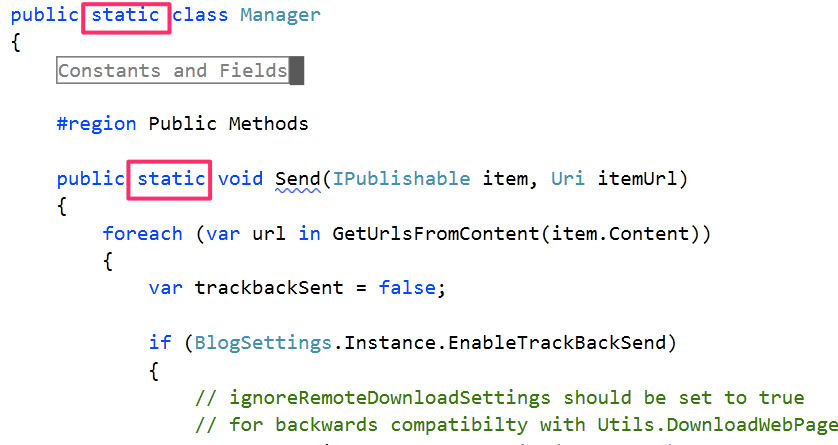 public static class Manager
{
Constants and Fields
#region Public Methods
public static void Send(IPublishable item, Uri itemUrl)
{
foreach (var url in GetUrlsFromContent(item.Content))
{
var trackbackSent = false;
if (BlogSettings.Instance.EnableTrackBackSend)
{
// ignoreRemoteDownloadSettings should be set to true
// for backwards compatibilty with Utils.DownloadWebPage